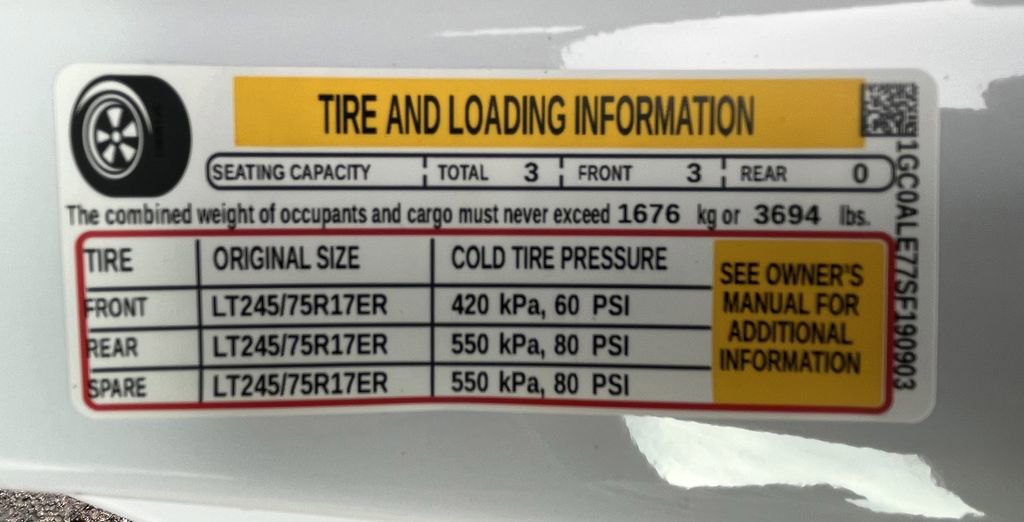 TIRE AND LOADING INFORMATION
SEATING CAPACITY TOTAL 3 FRONT 3 REAR 0
The combined weight of occupants and cargo must never exceed 1676 kg or 3694 lbs.
TIRE ORIGINAL SIZE COLD TIRE PRESSURE
FRONT LT245/75R17ER 420 kPa, 60 PSI
REAR LT245/75R17ER 550 kPa, 80 PSI
SPARE LT245/75R17ER 550 kPa, 80 PSI
SEE OWNER'S
MANUAL FOR
ADDITIONAL
INFORMATION
1GC0ALE77SF190903